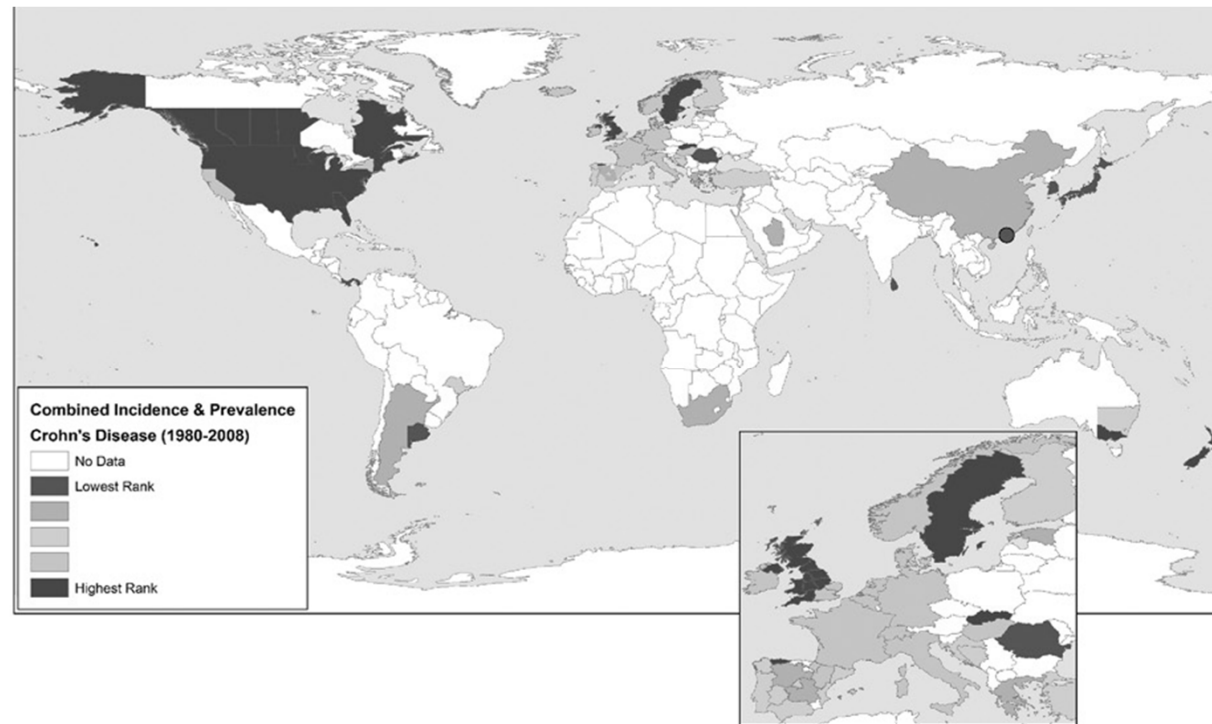 Combined Incidence & Prevalence
Crohn's Disease (1980-2008)
No Data
Lowest Rank
Highest Rank